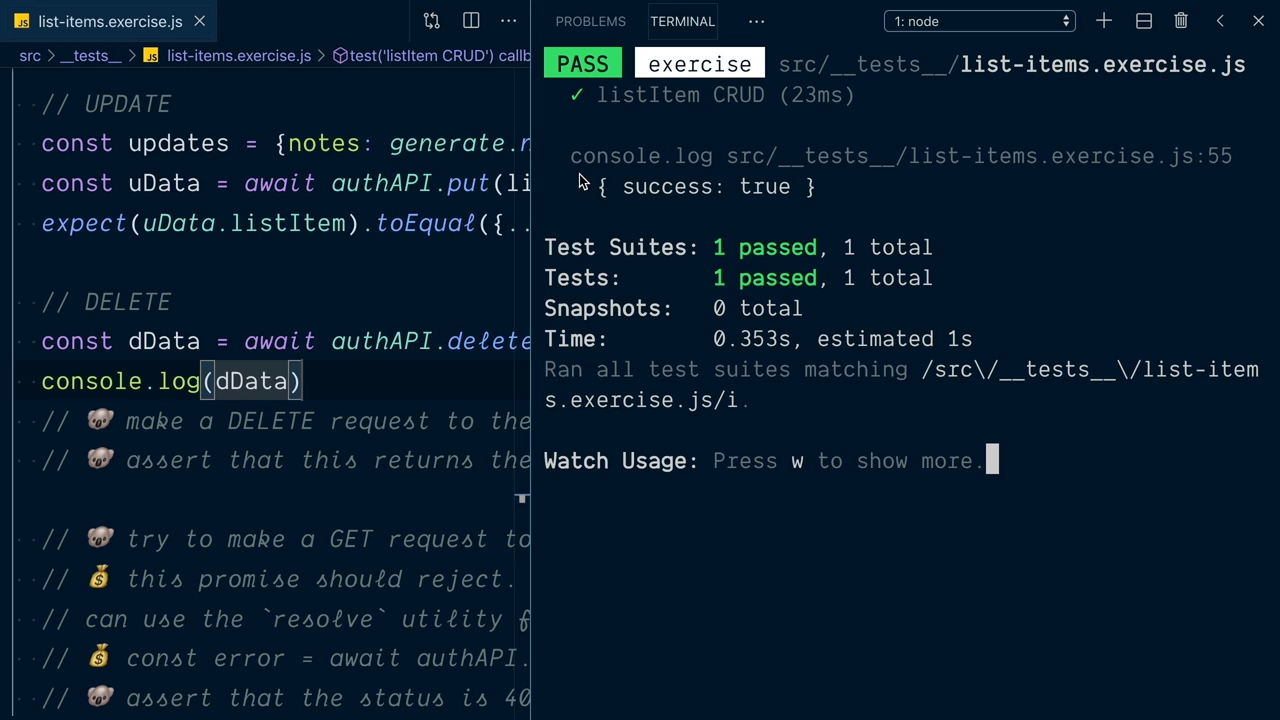 list-items.exercise.js
src > __tests__ > JS list-items.exercise.js > test('listItem CRUD') callb
// UPDATE
const updates = {notes: generate.n
const uData = await authAPI.put(li
expect(uData.listItem).toEqual({..
// DELETE
const dData = await authAPI.delete
console.log(dData)
// 🐨 make a DELETE request to the
// 🐨 assert that this returns the
// 🐨 try to make a GET request to
// 💰 this promise should reject.
// can use the `resolve` utility f
// 💰 const error = await authAPI.
// 🐨 assert that the status is 40
PROBLEMS TERMINAL ··· 1: node
PASS exercise src/__tests__/list-items.exercise.js
✓ listItem CRUD (23ms)
console.log src/__tests__/list-items.exercise.js:55
{ success: true }
Test Suites: 1 passed, 1 total
Tests: 1 passed, 1 total
Snapshots: 0 total
Time: 0.353s, estimated 1s
Ran all test suites matching /src\/__tests__\/list-item
s.exercise.js/i.
Watch Usage: Press w to show more.